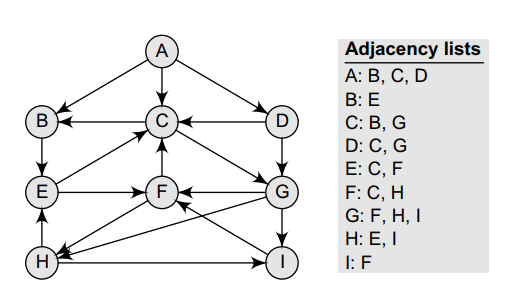 A
B
C
D
E
F
G
H
I
Adjacency lists
A: B, C, D
B: E
C: B, G
D: C, G
E: C, F
F: C, H
G: F, H, I
H: E, I
I: F